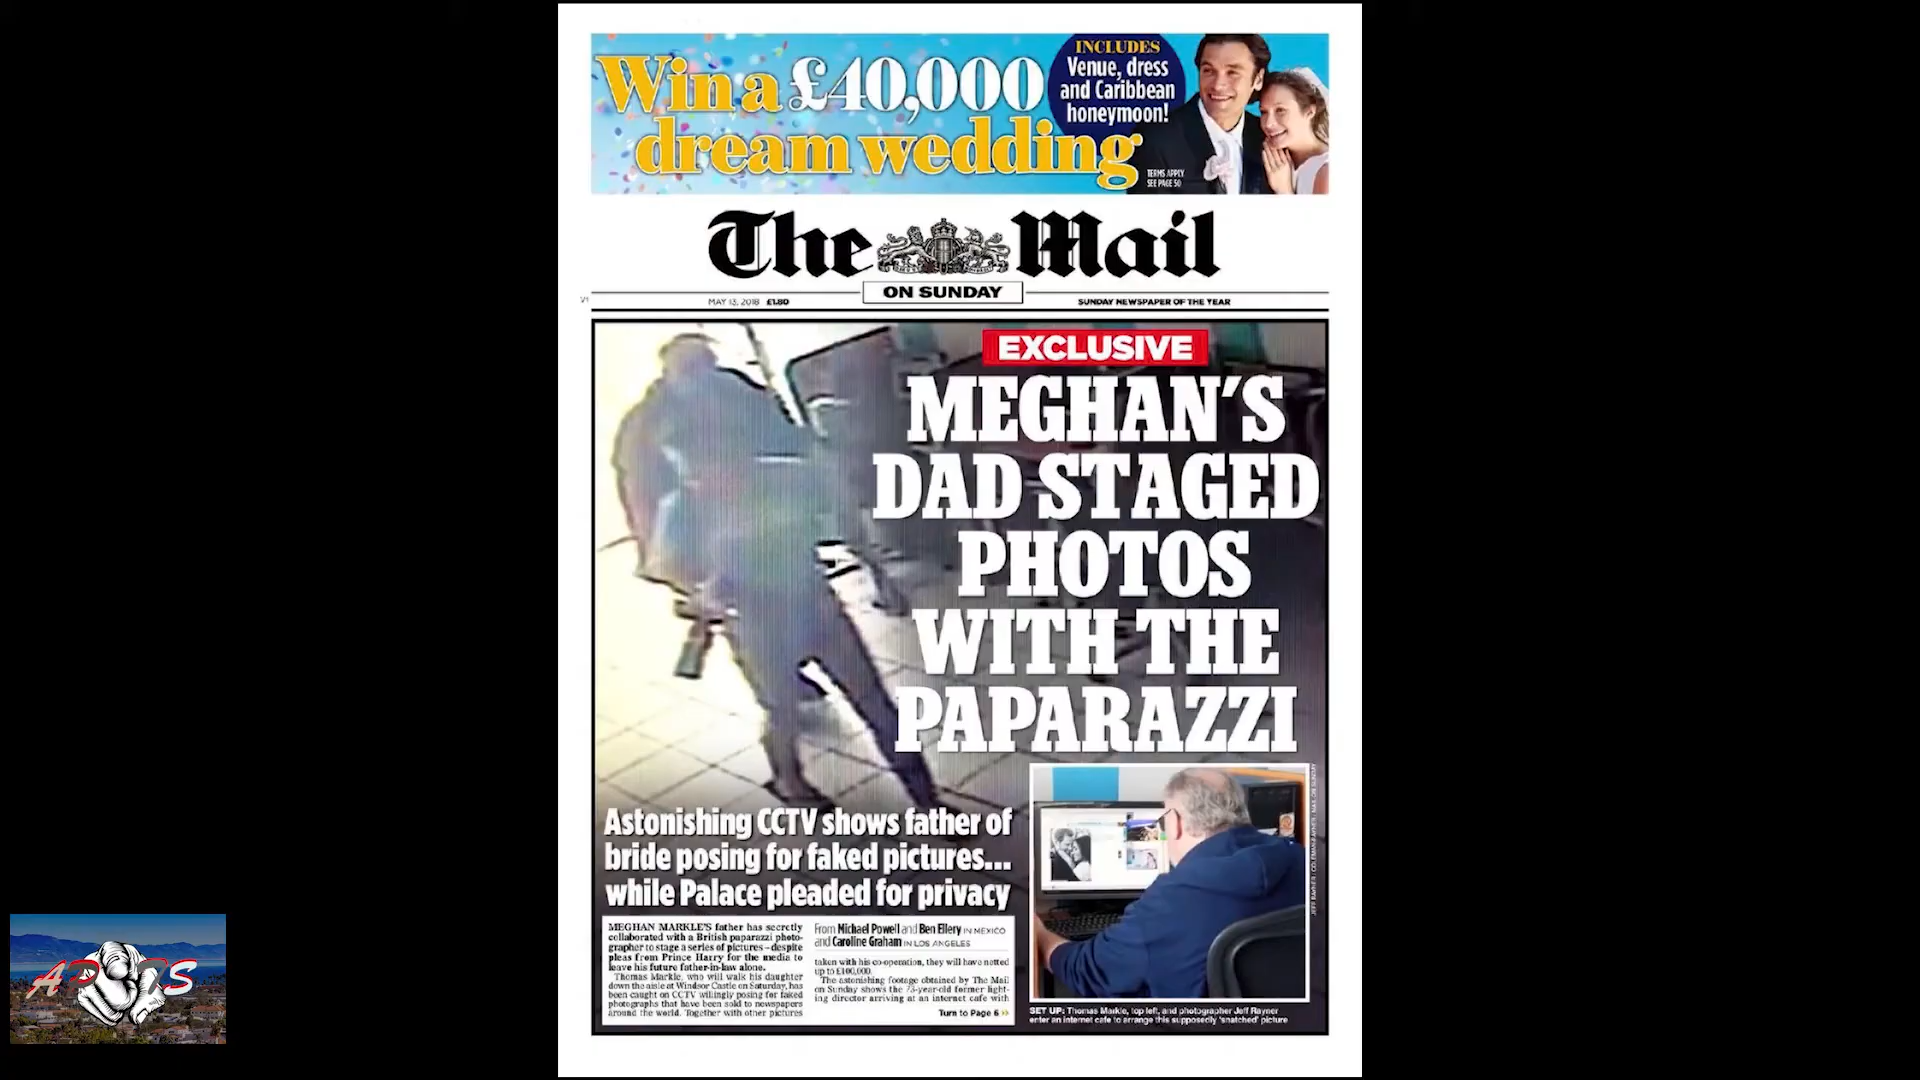 Win a £40,000
dream wedding
INCLUDES
Venue, dress
and Caribbean
honeymoon!
TERMS APPLY
SEE PAGE 50
The Mail
ON SUNDAY
MAY 13, 2018 £1.80
SUNDAY NEWSPAPER OF THE YEAR
EXCLUSIVE
MEGHAN'S
DAD STAGED
PHOTOS
WITH THE
PAPARAZZI
Astonishing CCTV shows father of
bride posing for faked pictures...
while Palace pleaded for privacy
MEGHAN MARKLE'S father has secretly
collaborated with a British paparazzi photo-
grapher to stage a series of pictures – despite
pleas from Prince Harry for the media to
leave his future father-in-law alone.
Thomas Markle, who will walk his daughter
down the aisle at Windsor Castle on Saturday, has
been caught on CCTV willingly posing for faked
photographs that have been sold to newspapers
around the world. Together with other pictures
From Michael Powell and Ben Ellery IN MEXICO
and Caroline Graham IN LOS ANGELES
taken with his co-operation, they will have netted
up to £100,000.
The astonishing footage obtained by The Mail
on Sunday shows the 73-year-old former light-
ing director arriving at an internet cafe with
Turn to Page 6
SET UP: Thomas Markle, top left, and photographer Jeff Rayner
enter an internet cafe to arrange this supposedly 'snatched' picture